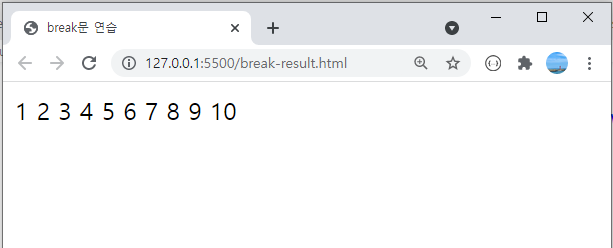 break문 연습
127.0.0.1:5500/break-result.html
1 2 3 4 5 6 7 8 9 10